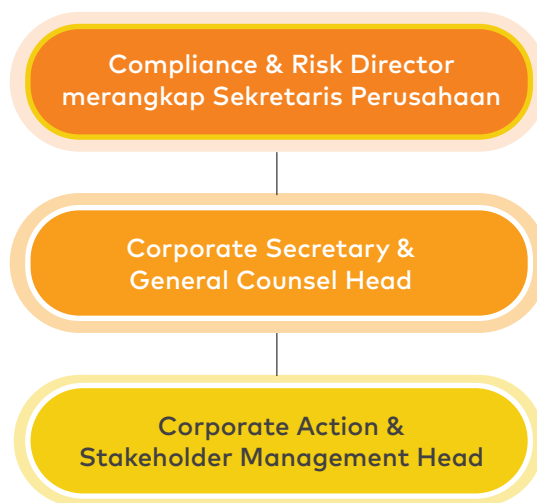 Compliance & Risk Director
merangkap Sekretaris Perusahaan
Corporate Secretary &
General Counsel Head
Corporate Action &
Stakeholder Management Head